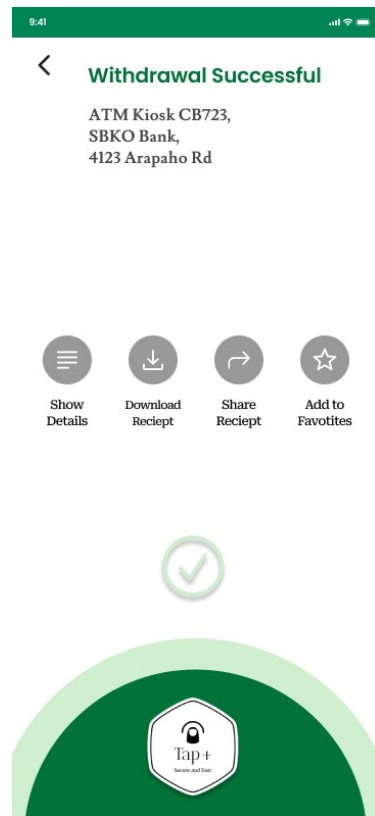 9:41
Withdrawal Successful
ATM Kiosk CB723,
SBKO Bank,
4123 Arapaho Rd
Show
Details
Download
Reciept
Share
Reciept
Add to
Favotites
Tap+
Secure and Fast